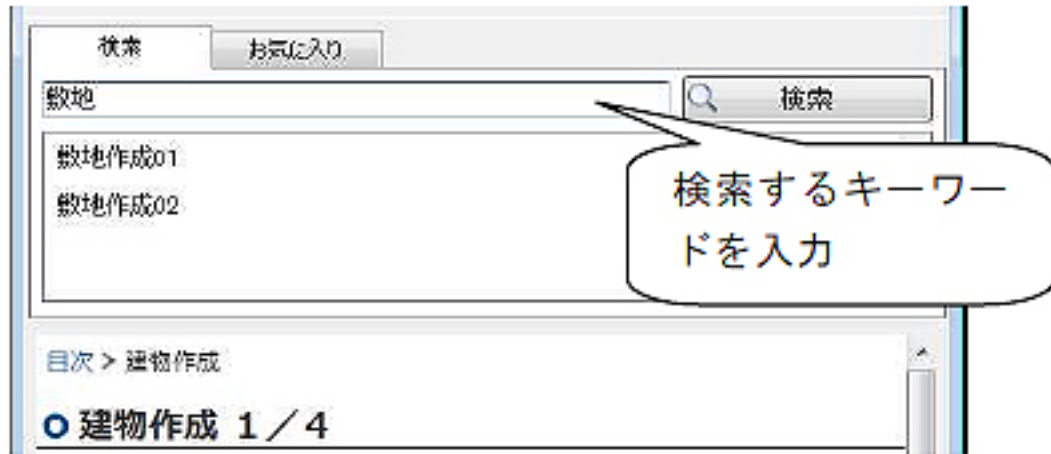 検索 お気に入り
敷地 検索
敷地作成01
敷地作成02
検索するキーワー
ドを入力
目次 > 建物作成
建物作成 １／４